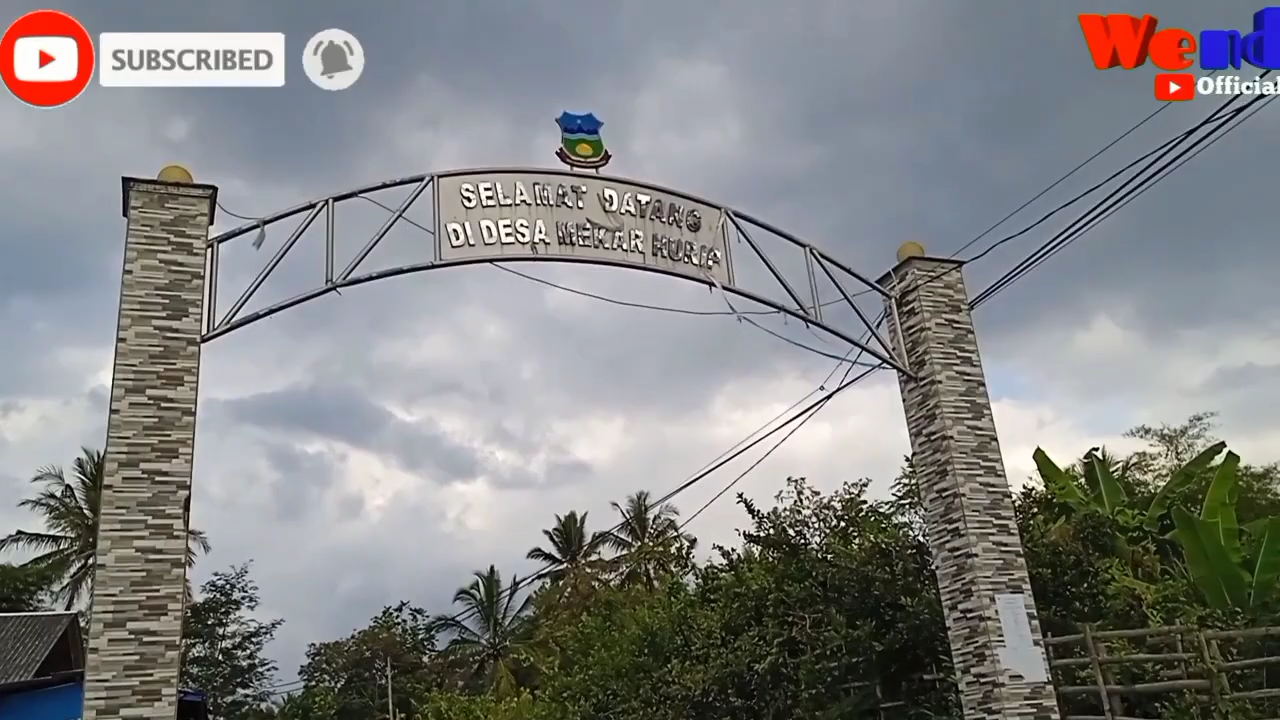 SUBSCRIBED
Wend
Official
SELAMAT DATANG
DI DESA MEKAR HURIP